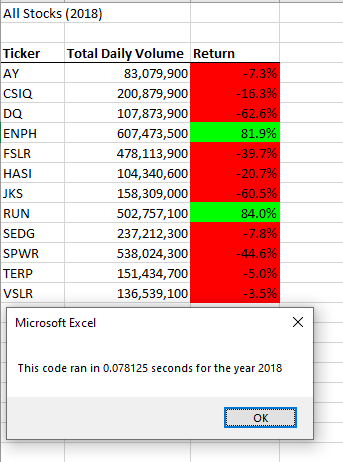 All Stocks (2018)
Ticker Total Daily Volume Return
AY 83,079,900 -7.3%
CSIQ 200,879,900 -16.3%
DQ 107,873,900 -62.6%
ENPH 607,473,500 81.9%
FSLR 478,113,900 -39.7%
HASI 104,340,600 -20.7%
JKS 158,309,000 -60.5%
RUN 502,757,100 84.0%
SEDG 237,212,300 -7.8%
SPWR 538,024,300 -44.6%
TERP 151,434,700 -5.0%
VSLR 136,539,100 -3.5%
Microsoft Excel
This code ran in 0.078125 seconds for the year 2018
OK